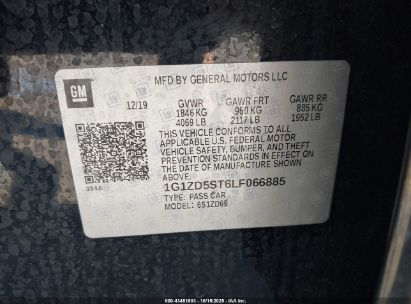 GM
MFD BY GENERAL MOTORS LLC
12/19
GVWR GAWR FRT GAWR RR
1846 KG 960 KG 885 KG
4069 LB 2117 LB 1952 LB
THIS VEHICLE CONFORMS TO ALL
APPLICABLE U.S. FEDERAL MOTOR
VEHICLE SAFETY, BUMPER, AND THEFT
PREVENTION STANDARDS IN EFFECT ON
THE DATE OF MANUFACTURE SHOWN
ABOVE.
1G1ZD5ST6LF066885
TYPE: PASS CAR
MODEL: 6S1ZD69